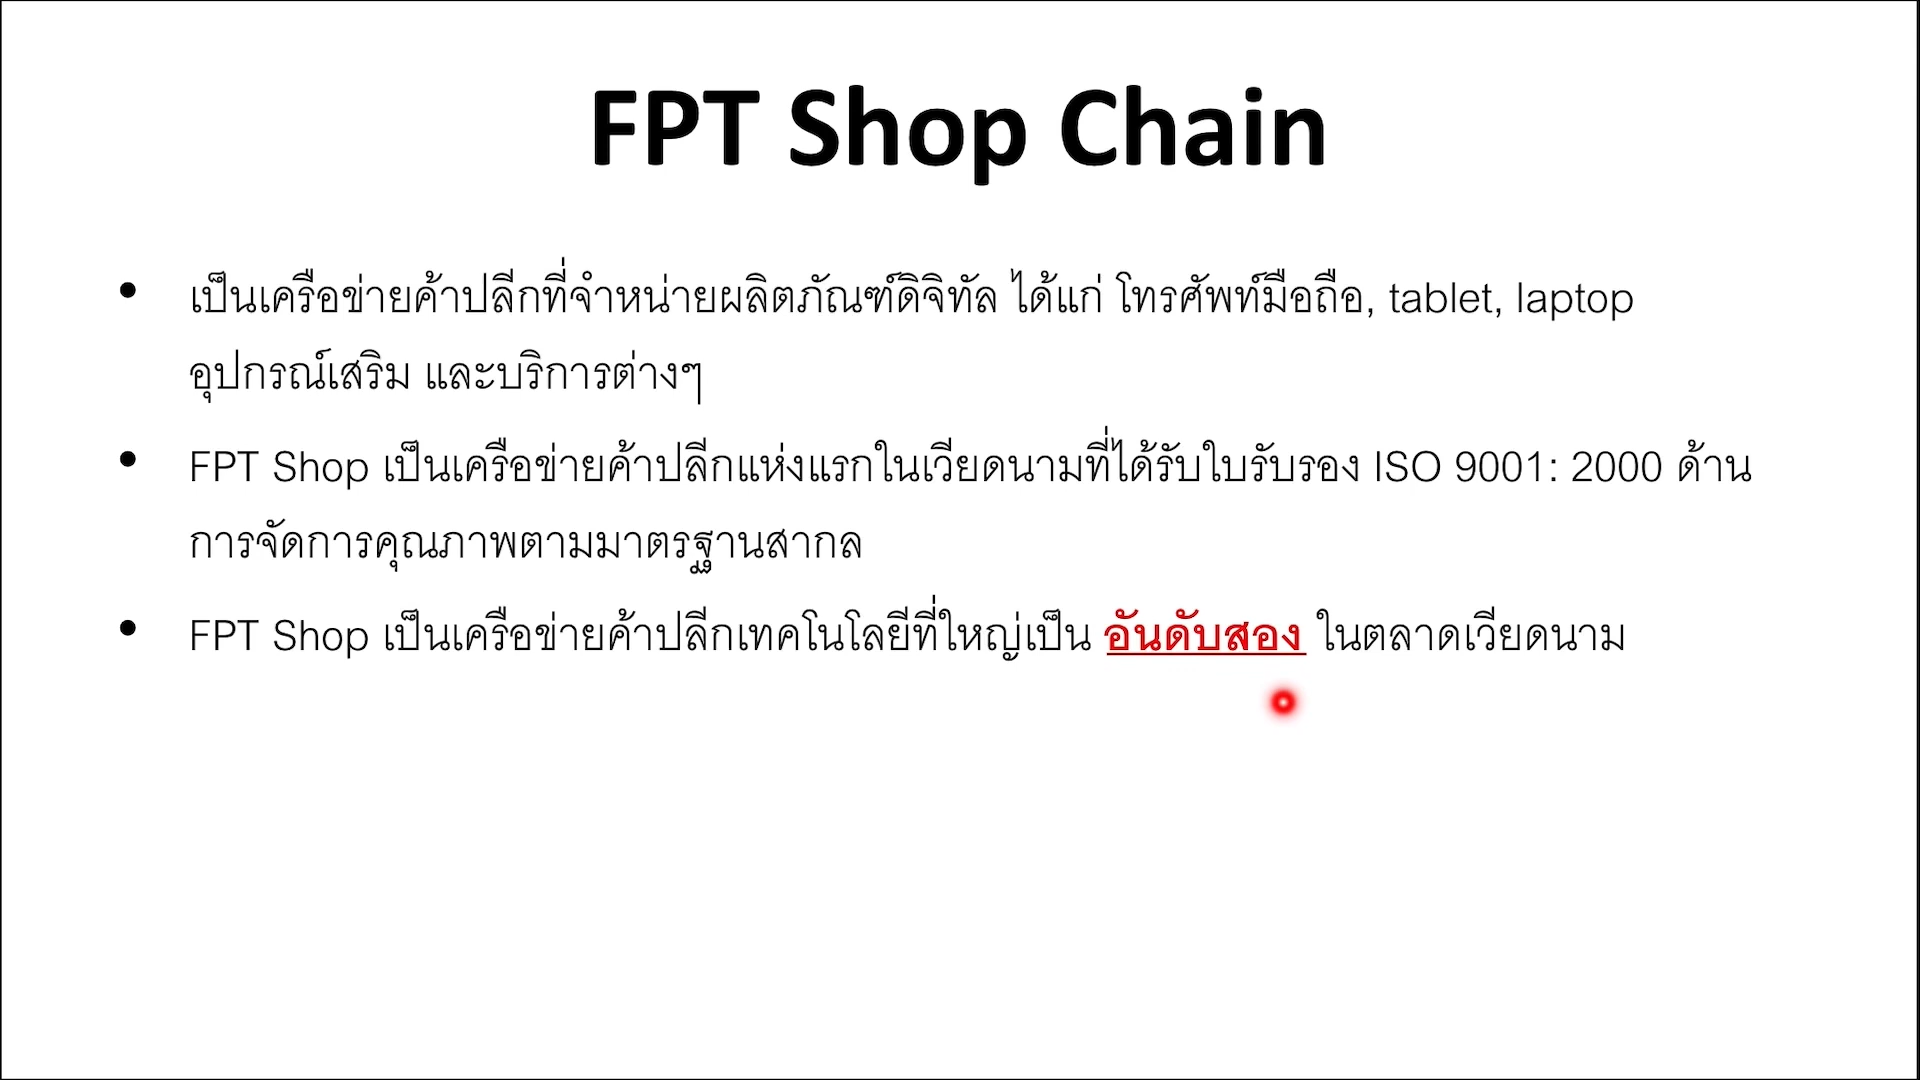 FPT Shop Chain
• เป็นเครือข่ายค้าปลีกที่จำหน่ายผลิตภัณฑ์ดิจิทัล ได้แก่ โทรศัพท์มือถือ, tablet, laptop
อุปกรณ์เสริม และบริการต่างๆ
• FPT Shop เป็นเครือข่ายค้าปลีกแห่งแรกในเวียดนามที่ได้รับใบรับรอง ISO 9001: 2000 ด้าน
การจัดการคุณภาพตามมาตรฐานสากล
• FPT Shop เป็นเครือข่ายค้าปลีกเทคโนโลยีที่ใหญ่เป็น อันดับสอง ในตลาดเวียดนาม